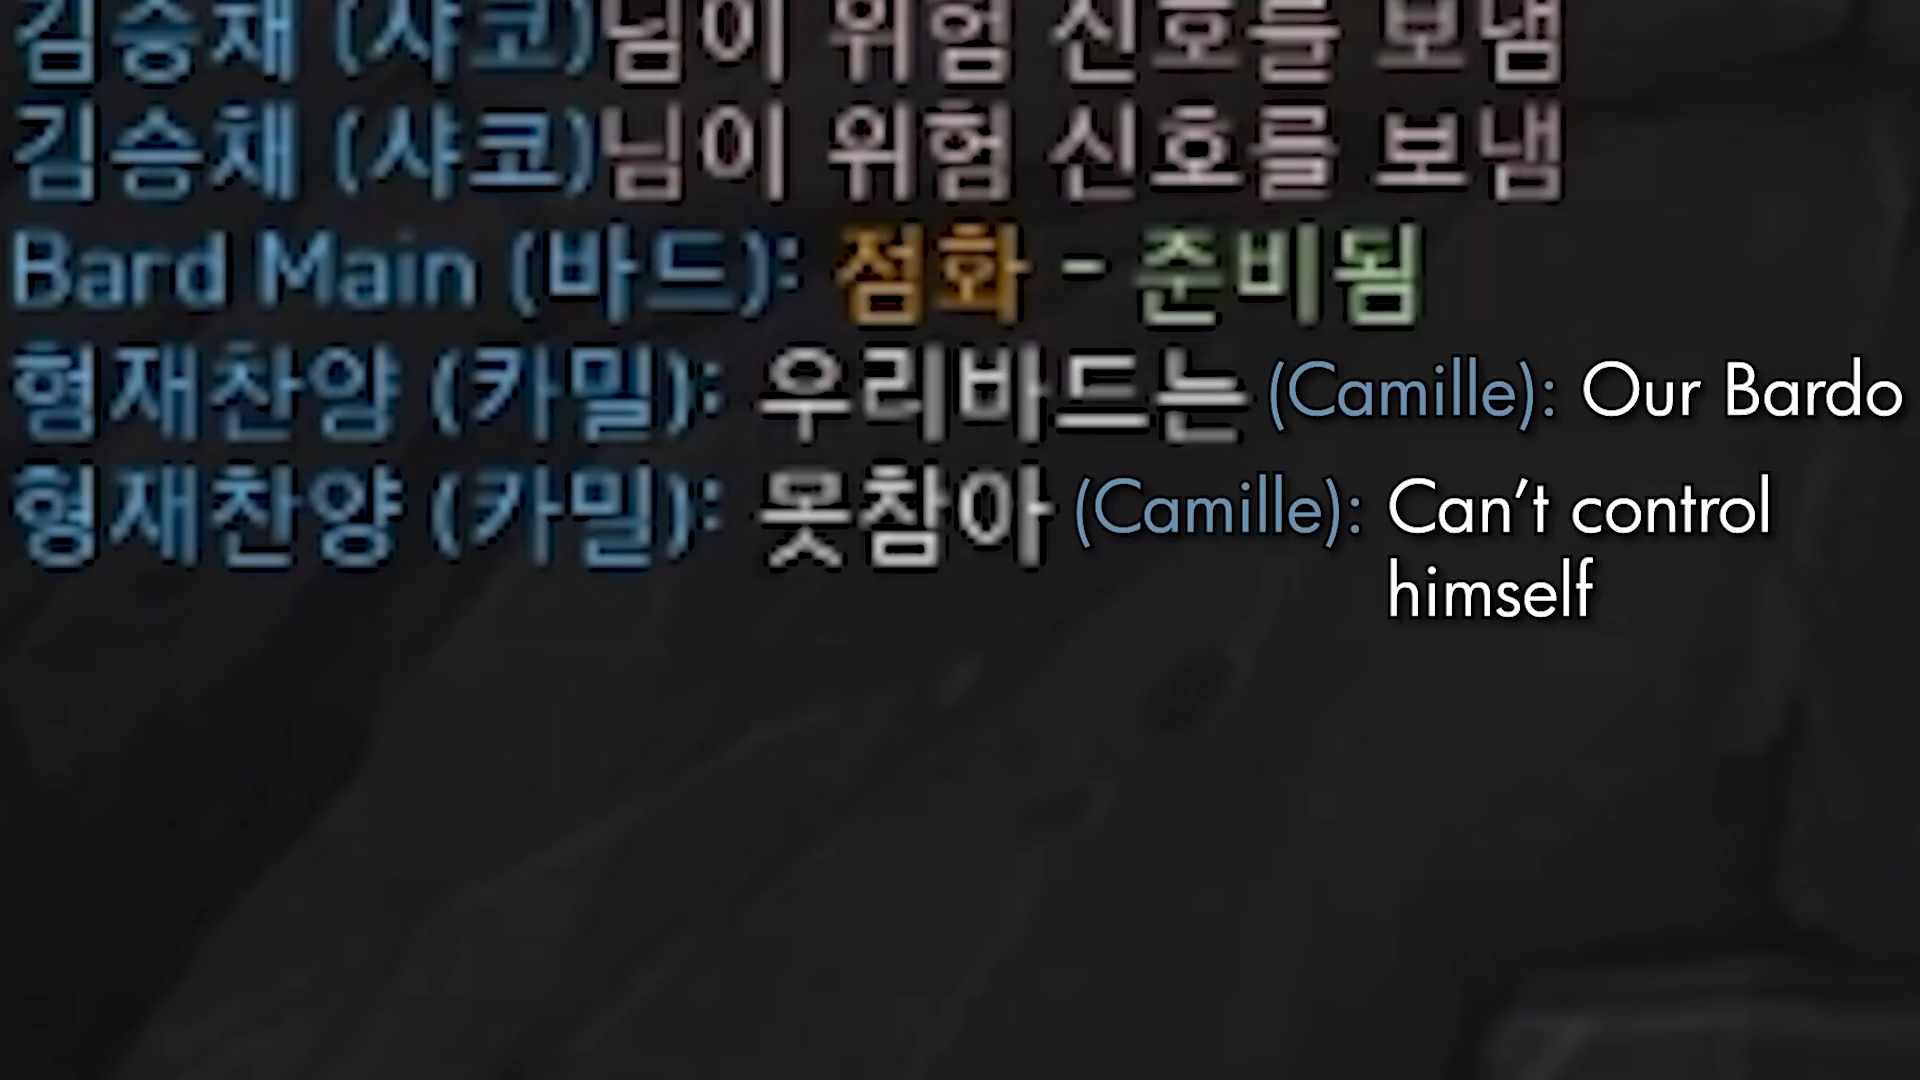 김승채 (샤코)님이 위험 신호를 보냄
김승채 (샤코)님이 위험 신호를 보냄
Bard Main (바드): 점화 - 준비됨
형재찬양 (카밀): 우리바드는 (Camille): Our Bardo
형재찬양 (카밀): 못참아 (Camille): Can't control
himself